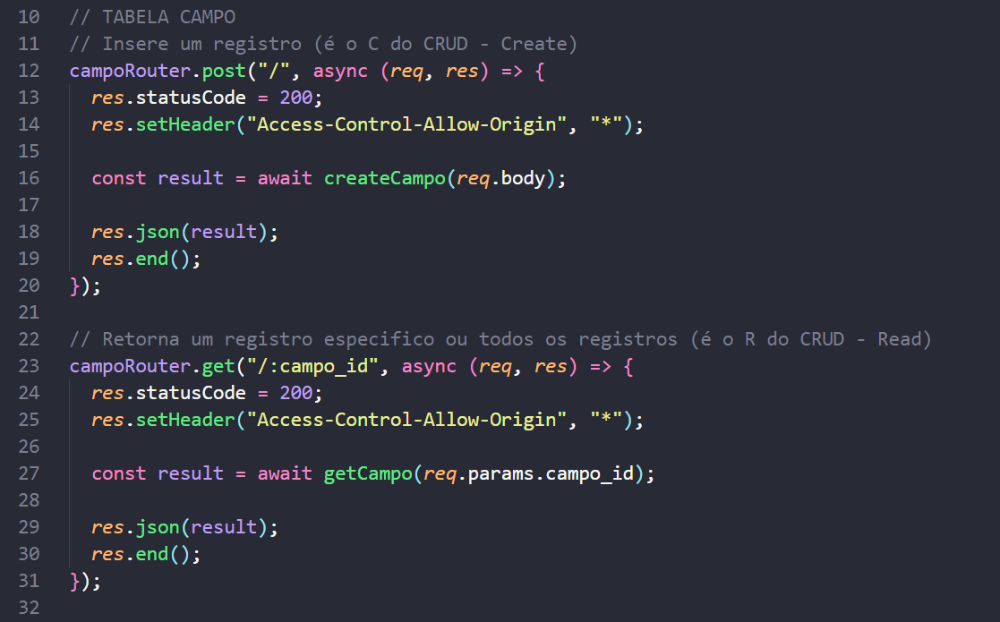 10 // TABELA CAMPO
11 // Insere um registro (é o C do CRUD - Create)
12 campoRouter.post("/", async (req, res) => {
13   res.statusCode = 200;
14   res.setHeader("Access-Control-Allow-Origin", "*");
15
16   const result = await createCampo(req.body);
17
18   res.json(result);
19   res.end();
20 });
21
22 // Retorna um registro especifico ou todos os registros (é o R do CRUD - Read)
23 campoRouter.get("/:campo_id", async (req, res) => {
24   res.statusCode = 200;
25   res.setHeader("Access-Control-Allow-Origin", "*");
26
27   const result = await getCampo(req.params.campo_id);
28
29   res.json(result);
30   res.end();
31 });
32